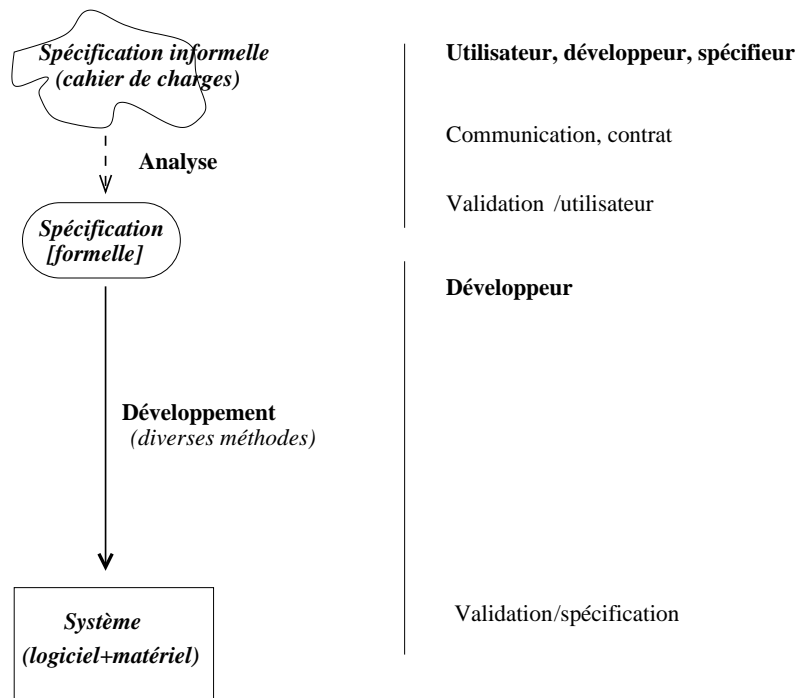 Spécification informelle
(cahier de charges)
Utilisateur, développeur, spécifieur
Communication, contrat
Analyse
Validation /utilisateur
Spécification
[formelle]
Développeur
Développement
(diverses méthodes)
Système
(logiciel+matériel)
Validation/spécification